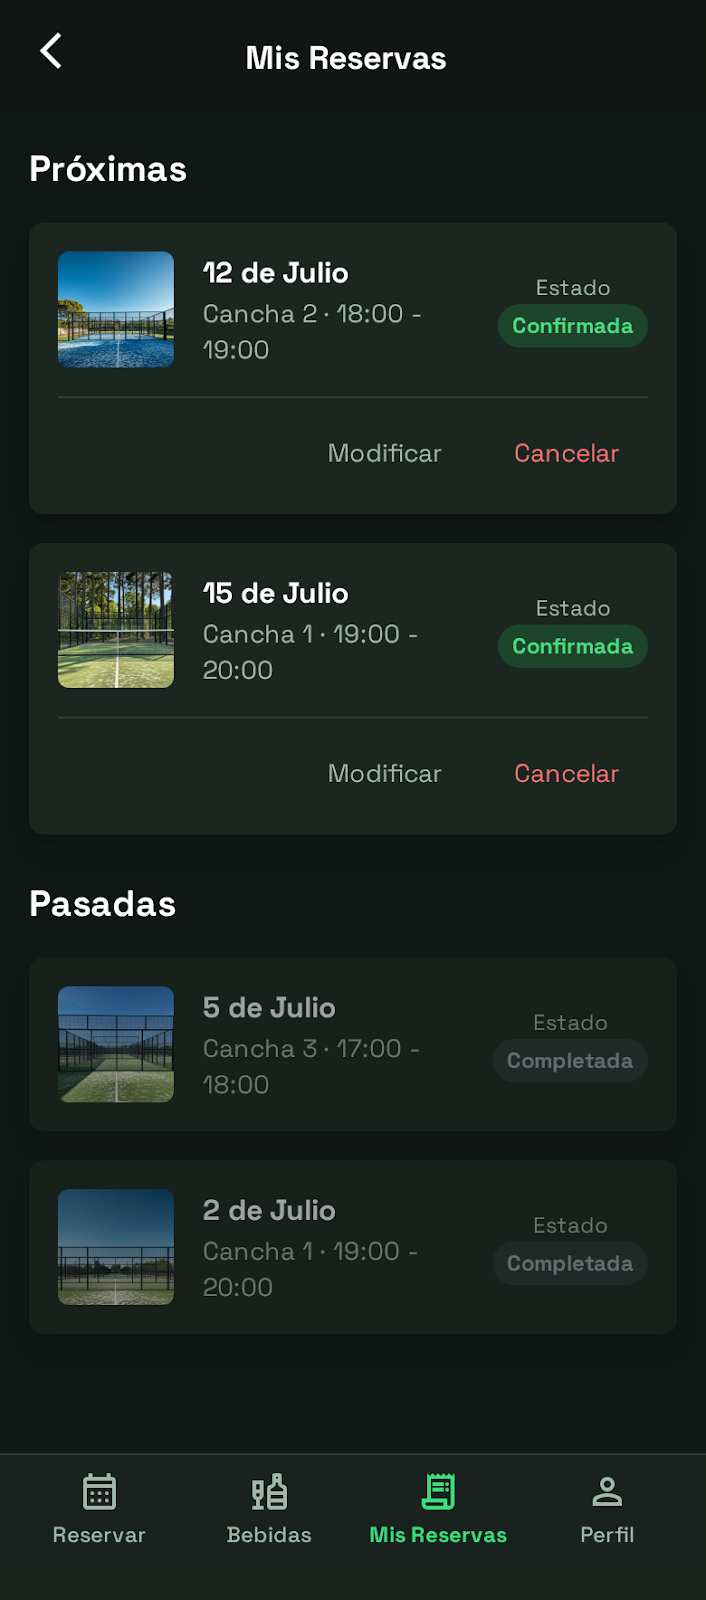 Mis Reservas
Próximas
12 de Julio
Cancha 2 · 18:00 -
19:00
Estado
Confirmada
Modificar
Cancelar
15 de Julio
Cancha 1 · 19:00 -
20:00
Estado
Confirmada
Modificar
Cancelar
Pasadas
5 de Julio
Cancha 3 · 17:00 -
18:00
Estado
Completada
2 de Julio
Cancha 1 · 19:00 -
20:00
Estado
Completada
Reservar
Bebidas
Mis Reservas
Perfil